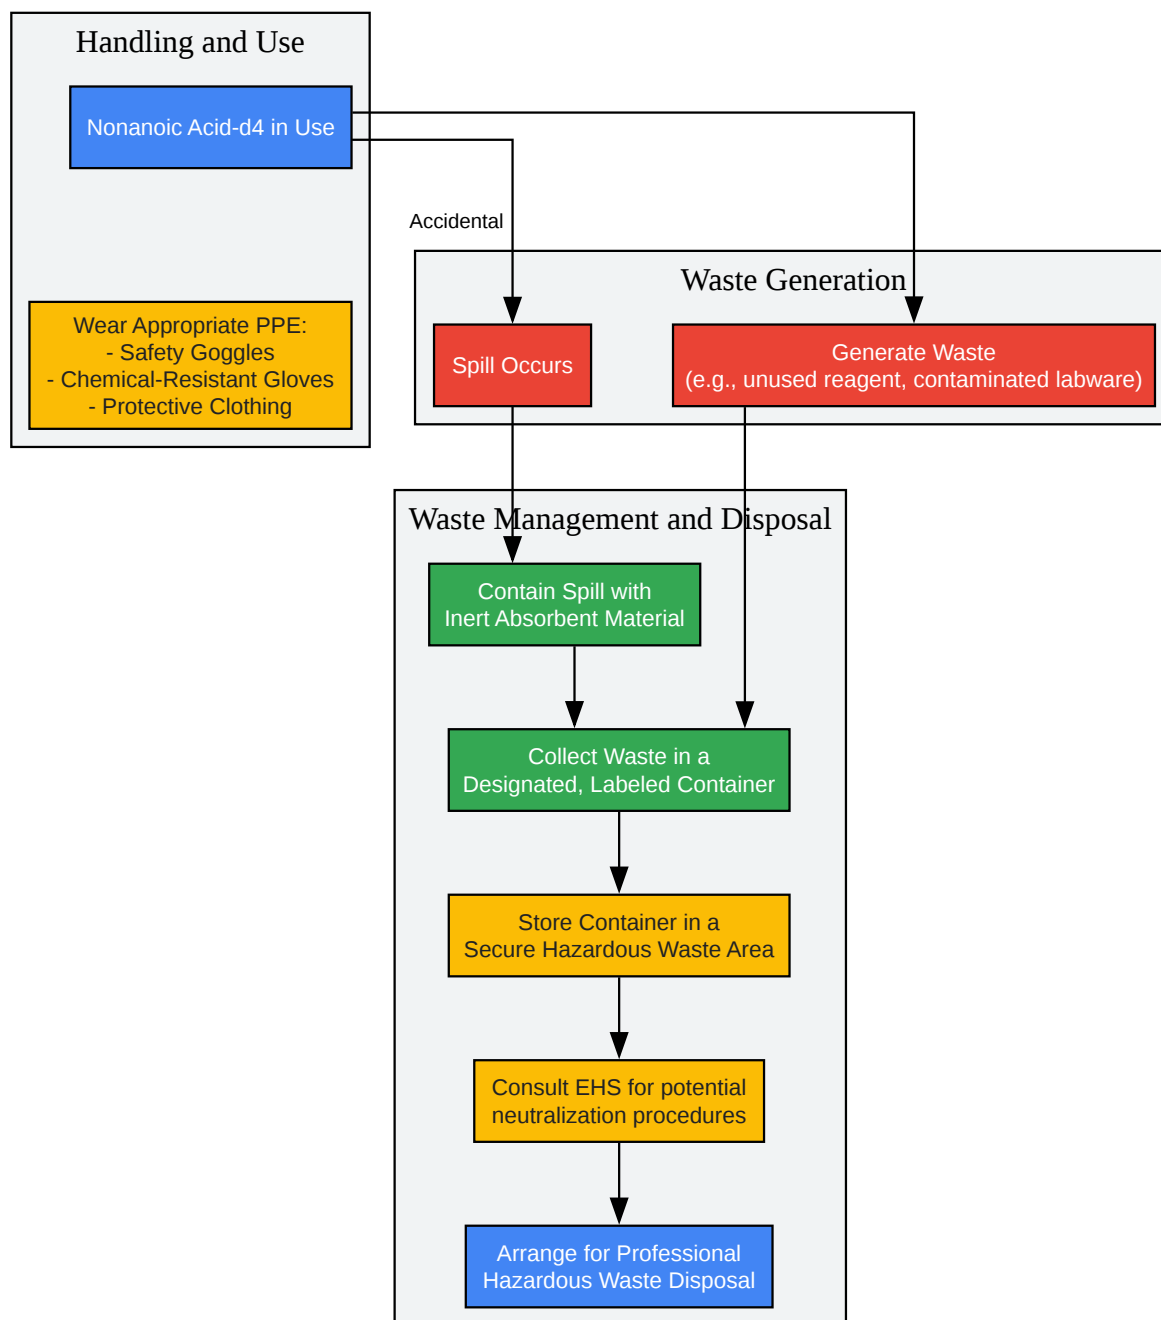 Handling and Use
Nonanoic Acid-d4 in Use
Accidental
Waste Generation
Wear Appropriate PPE:
- Safety Goggles
- Chemical-Resistant Gloves
- Protective Clothing
Spill Occurs
Generate Waste
(e.g., unused reagent, contaminated labware)
Waste Management and Disposal
Contain Spill with
Inert Absorbent Material
Collect Waste in a
Designated, Labeled Container
Store Container in a
Secure Hazardous Waste Area
Consult EHS for potential
neutralization procedures
Arrange for Professional
Hazardous Waste Disposal